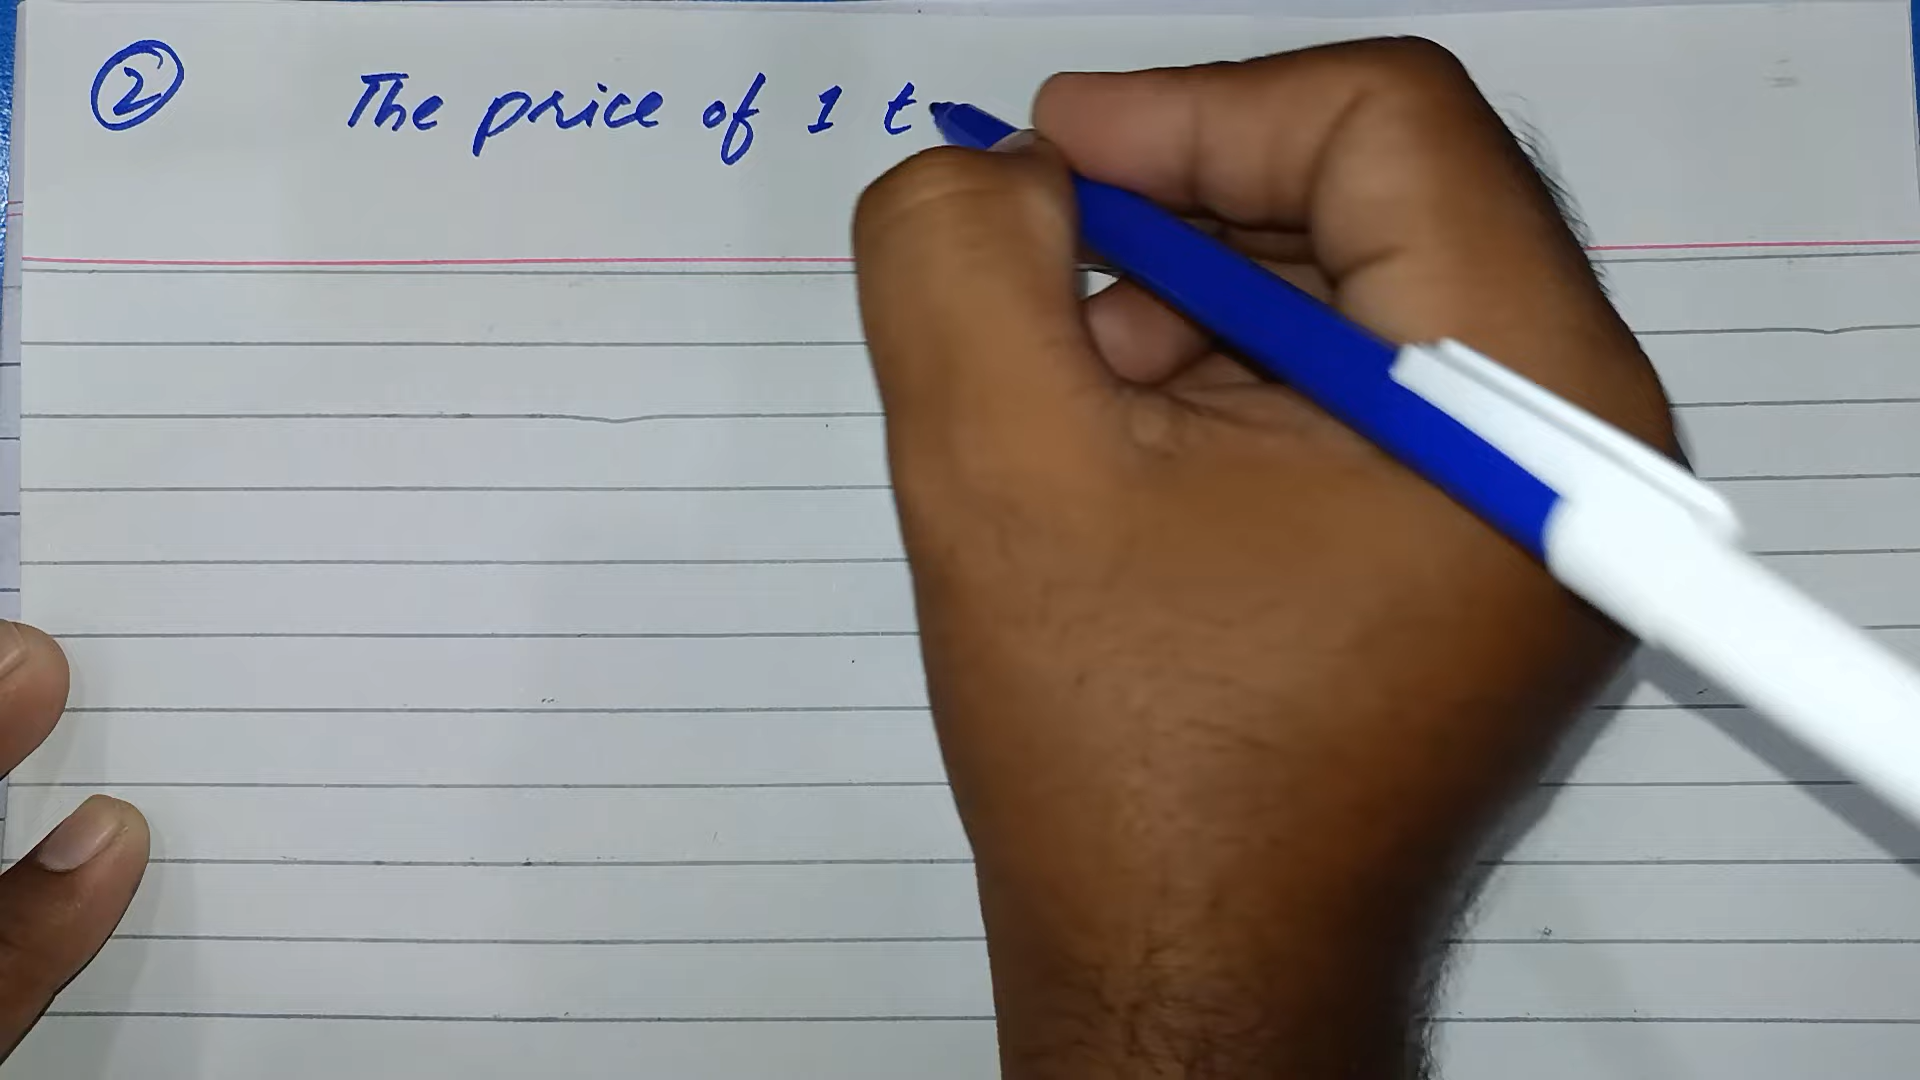 ② The price of 1 t